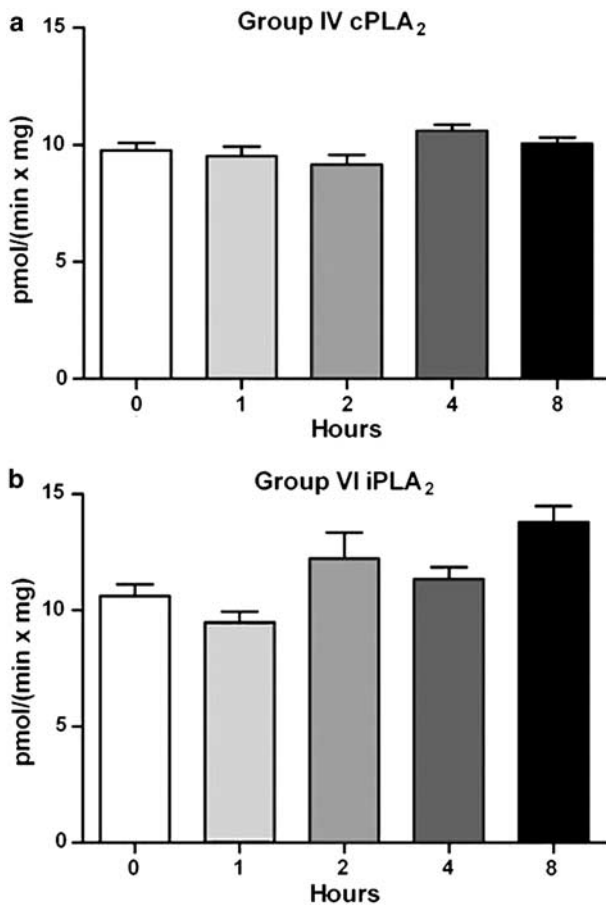 a
Group IV cPLA₂
15
10
5
0
pmol/(min x mg)
0 1 2 4 8
Hours
b
Group VI iPLA₂
15
10
5
0
pmol/(min x mg)
0 1 2 4 8
Hours